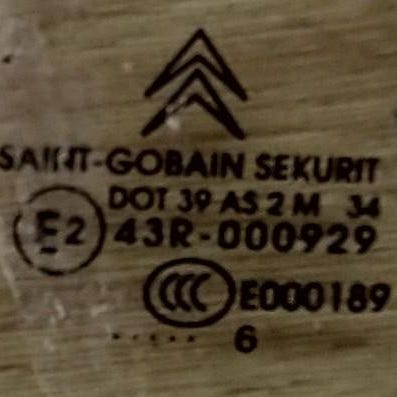 SAINT-GOBAIN SEKURIT
DOT 39 AS 2 M 34
E2 43R-000929
CCC E000189
..... 6